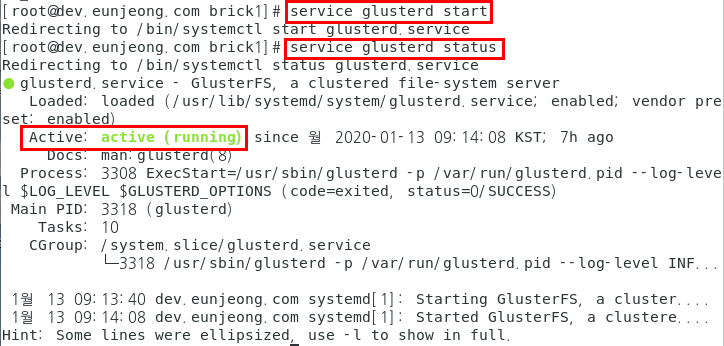 [root@dev.eunjeong.com brick1]# service glusterd start
Redirecting to /bin/systemctl start glusterd.service
[root@dev.eunjeong.com brick1]# service glusterd status
Redirecting to /bin/systemctl status glusterd.service
● glusterd.service - GlusterFS, a clustered file-system server
Loaded: loaded (/usr/lib/systemd/system/glusterd.service; enabled; vendor pre
set: enabled)
Active: active (running) since 월 2020-01-13 09:14:08 KST; 7h ago
Docs: man:glusterd(8)
Process: 3308 ExecStart=/usr/sbin/glusterd -p /var/run/glusterd.pid --log-leve
l $LOG_LEVEL $GLUSTERD_OPTIONS (code=exited, status=0/SUCCESS)
Main PID: 3318 (glusterd)
Tasks: 10
CGroup: /system.slice/glusterd.service
└─3318 /usr/sbin/glusterd -p /var/run/glusterd.pid --log-level INF...
1월 13 09:13:40 dev.eunjeong.com systemd[1]: Starting GlusterFS, a cluster....
1월 13 09:14:08 dev.eunjeong.com systemd[1]: Started GlusterFS, a clustere....
Hint: Some lines were ellipsized, use -l to show in full.